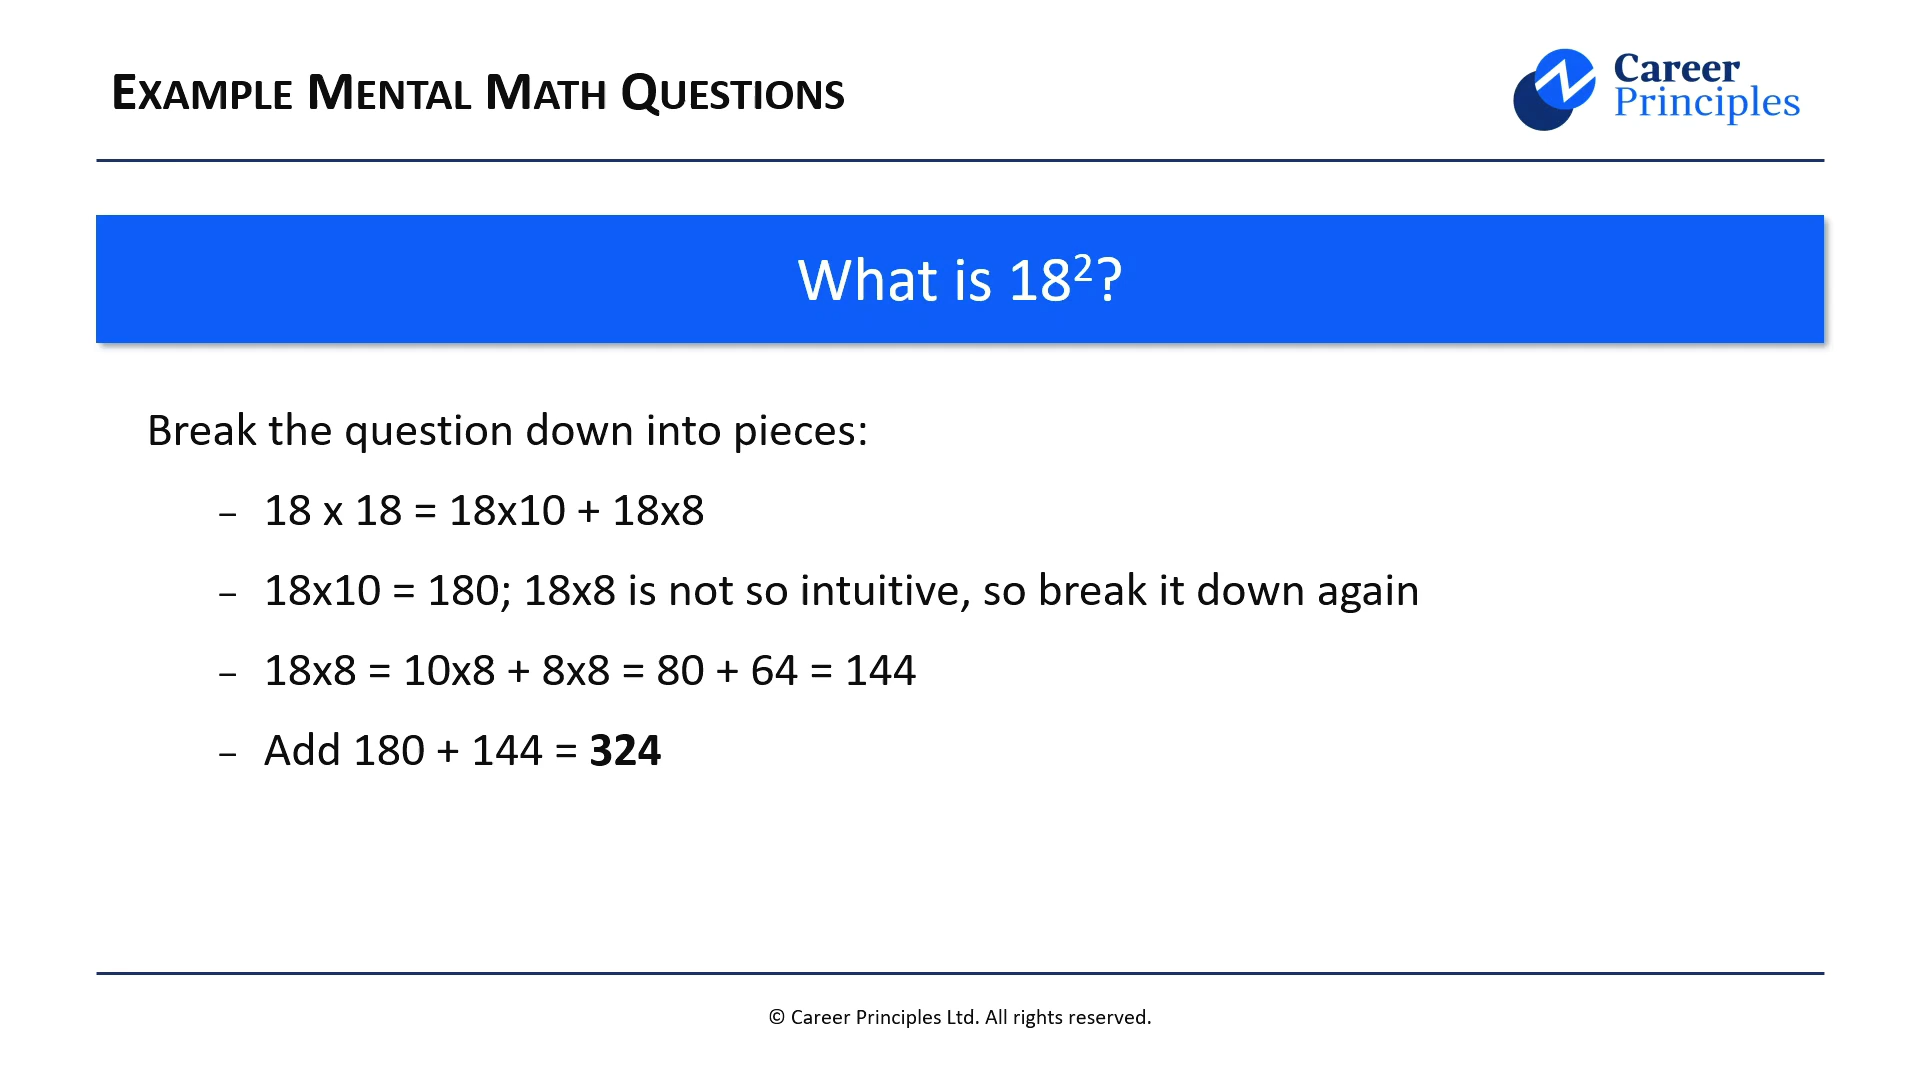 EXAMPLE MENTAL MATH QUESTIONS
Career
Principles
What is 18²?
Break the question down into pieces:
– 18 x 18 = 18x10 + 18x8
– 18x10 = 180; 18x8 is not so intuitive, so break it down again
– 18x8 = 10x8 + 8x8 = 80 + 64 = 144
– Add 180 + 144 = 324
© Career Principles Ltd. All rights reserved.